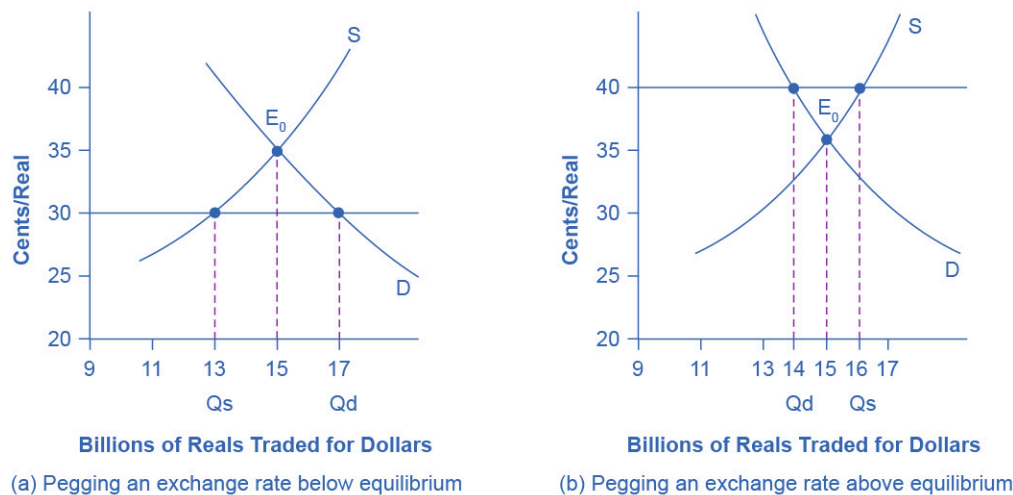 S
40
E0
35
Cents/Real
30
25
D
20
9 11 13 15 17
Qs Qd
Billions of Reals Traded for Dollars
(a) Pegging an exchange rate below equilibrium
S
40
E0
35
Cents/Real
30
25
D
20
9 11 13 14 15 16 17
Qd Qs
Billions of Reals Traded for Dollars
(b) Pegging an exchange rate above equilibrium